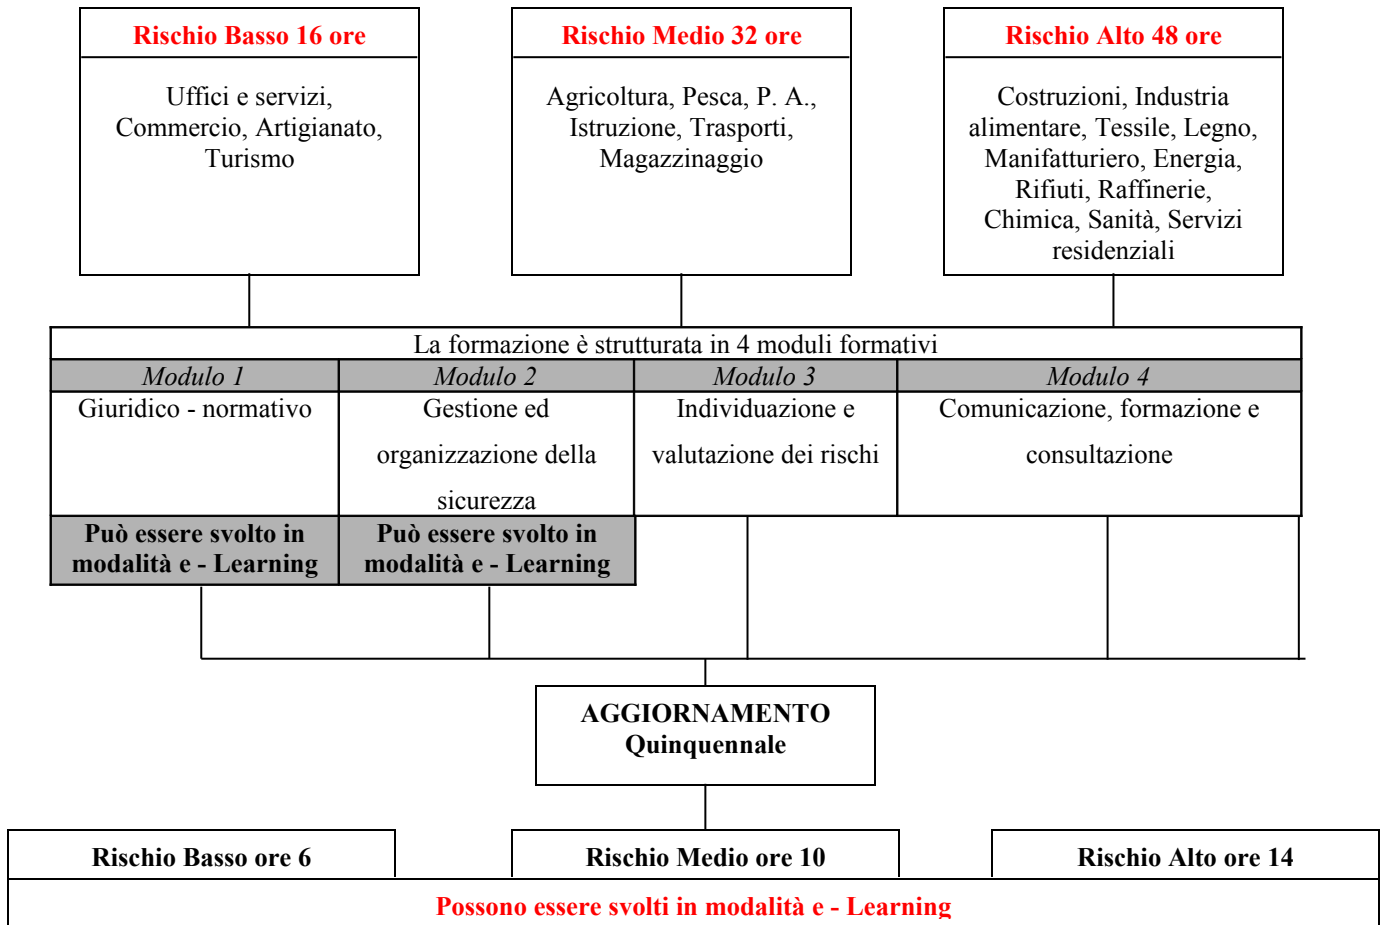 Rischio Basso 16 ore
Uffici e servizi,
Commercio, Artigianato,
Turismo
Rischio Medio 32 ore
Agricoltura, Pesca, P. A.,
Istruzione, Trasporti,
Magazzinaggio
Rischio Alto 48 ore
Costruzioni, Industria
alimentare, Tessile, Legno,
Manifatturiero, Energia,
Rifiuti, Raffinerie,
Chimica, Sanità, Servizi
residenziali
La formazione è strutturata in 4 moduli formativi
Modulo 1
Giuridico - normativo
Può essere svolto in
modalità e - Learning
Modulo 2
Gestione ed
organizzazione della
sicurezza
Può essere svolto in
modalità e - Learning
Modulo 3
Individuazione e
valutazione dei rischi
Modulo 4
Comunicazione, formazione e
consultazione
AGGIORNAMENTO
Quinquennale
Rischio Basso ore 6
Rischio Medio ore 10
Rischio Alto ore 14
Possono essere svolti in modalità e - Learning